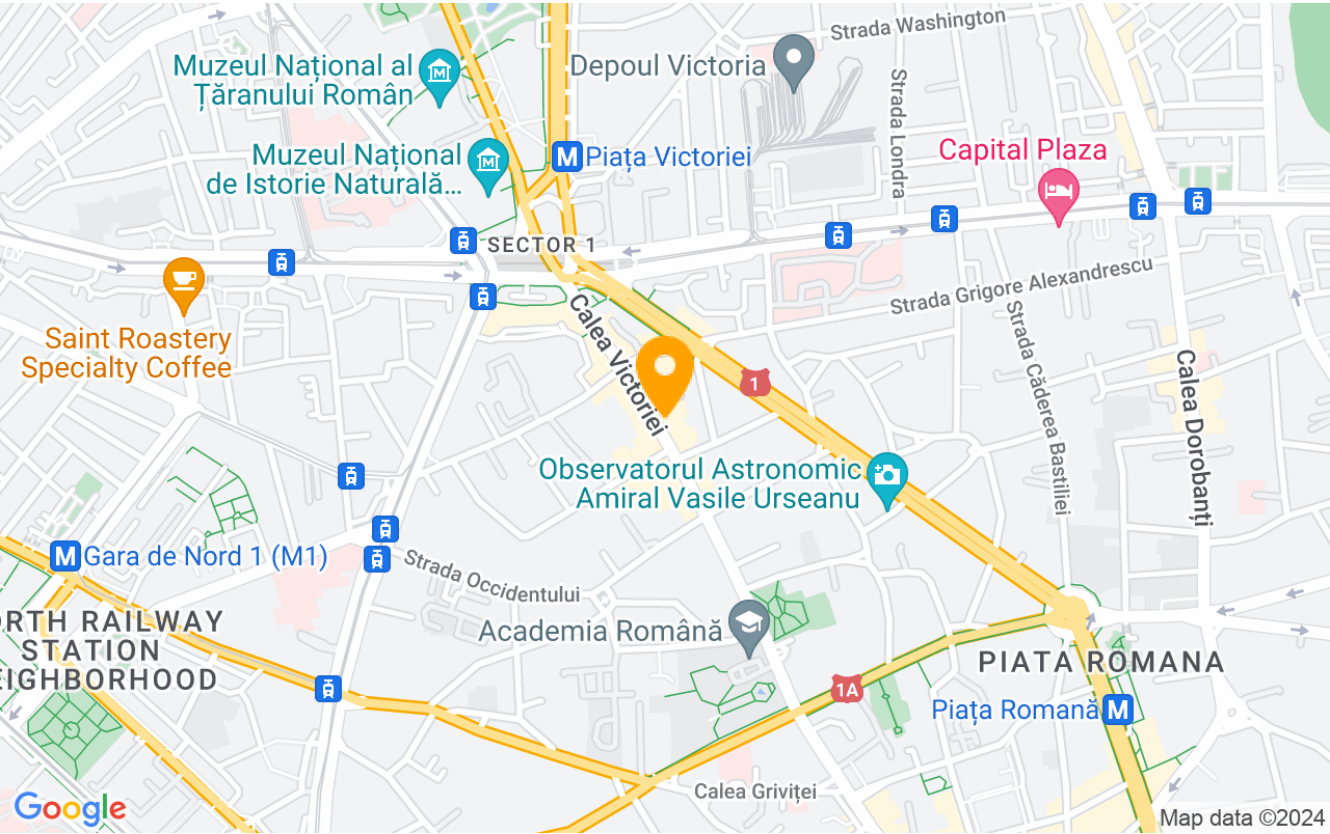 Strada Washington
Muzeul Național al
Țăranului Român
Depoul Victoria
Strada Londra
Muzeul Național
de Istorie Naturală...
M Piața Victoriei
Capital Plaza
SECTOR 1
Strada Grigore Alexandrescu
Saint Roastery
Specialty Coffee
Calea Victoriei
1
Strada Căderea Bastiliei
Calea Dorobanți
Observatorul Astronomic
Amiral Vasile Urseanu
M Gara de Nord 1 (M1)
Strada Occidentului
Academia Română
RTH RAILWAY
STATION
EIGHBORHOOD
PIATA ROMANA
1A
Piața Romană M
Calea Griviței
Google
Map data ©2024